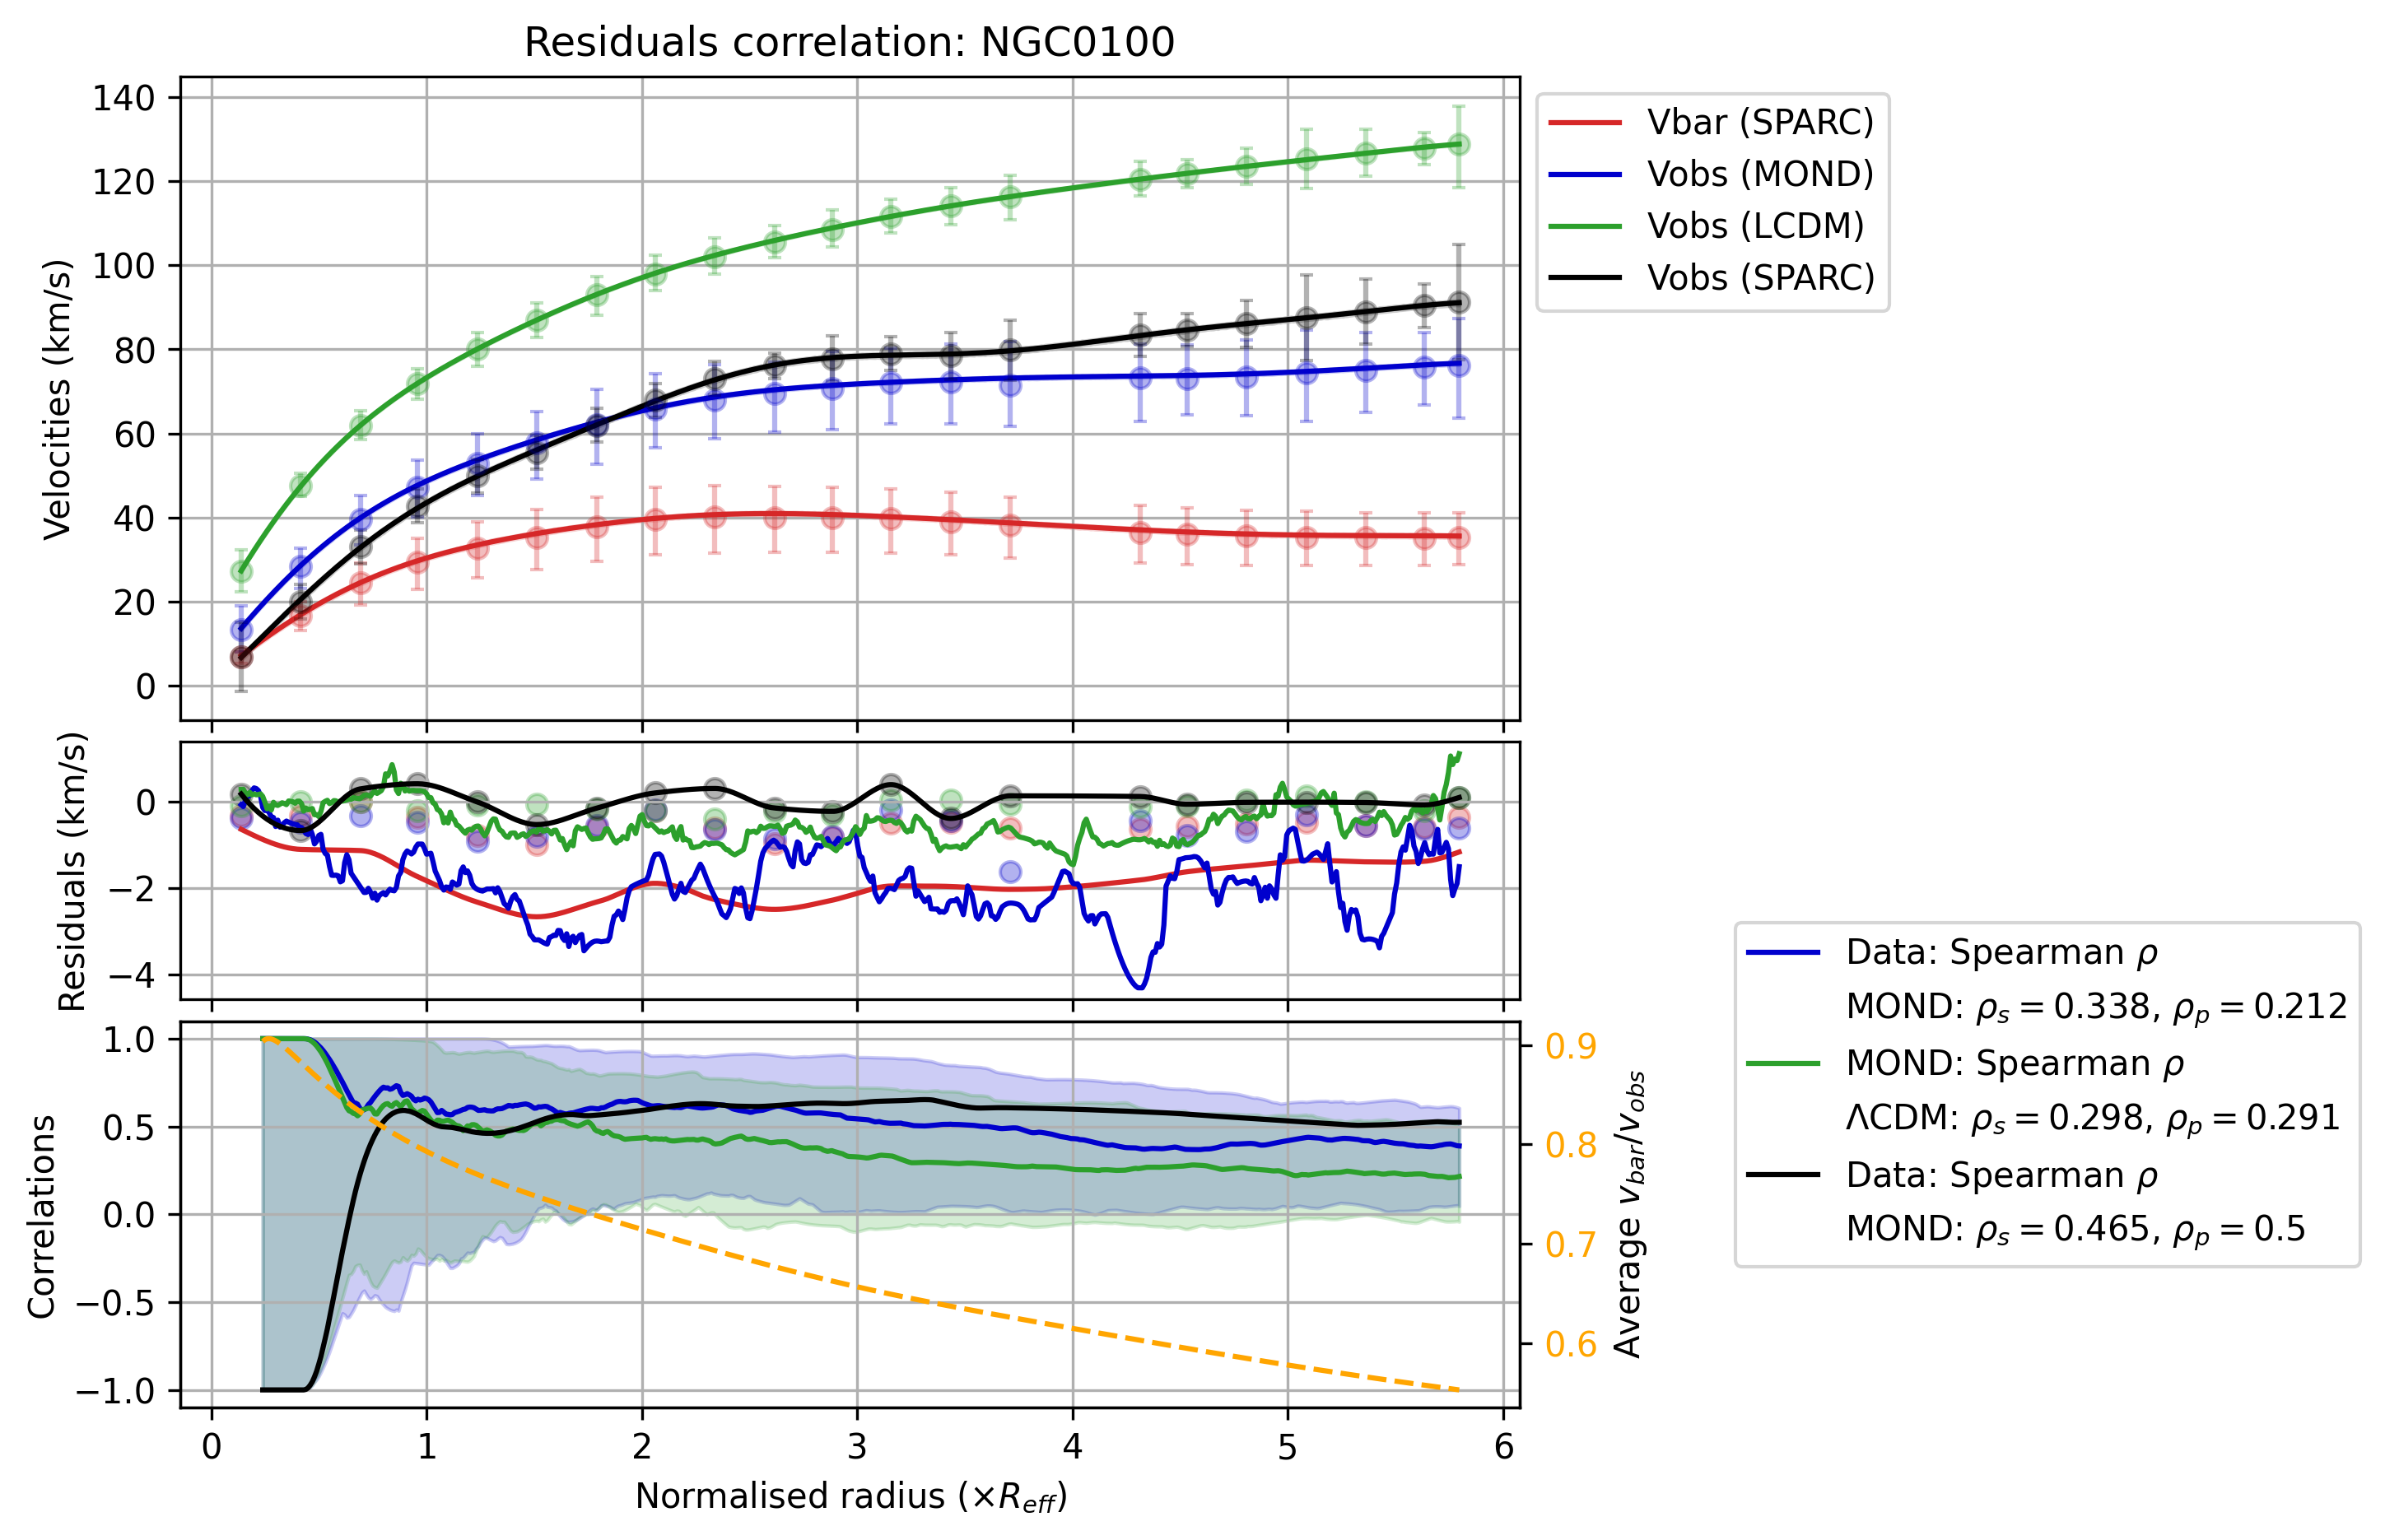 Residuals correlation: NGC0100
Velocities (km/s)
140
120
100
80
60
40
20
0
Vbar (SPARC)
Vobs (MOND)
Vobs (LCDM)
Vobs (SPARC)
Residuals (km/s)
0
−2
−4
Correlations
1.0
0.5
0.0
−0.5
−1.0
0.9
0.8
0.7
0.6
Average v_bar/v_obs
Data: Spearman ρ
MOND: ρ_s = 0.338, ρ_p = 0.212
MOND: Spearman ρ
ΛCDM: ρ_s = 0.298, ρ_p = 0.291
Data: Spearman ρ
MOND: ρ_s = 0.465, ρ_p = 0.5
0 1 2 3 4 5 6
Normalised radius (×R_eff)